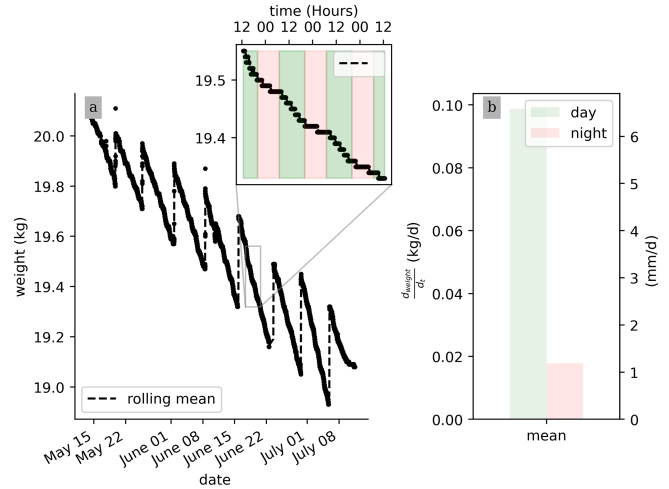 time (Hours)
12 00 12 00 12 00 12
19.5
19.4
a
20.0
19.8
19.6
19.4
19.2
19.0
weight (kg)
rolling mean
May 15
May 22
June 01
June 08
June 15
June 22
July 01
July 08
date
b
day
night
0.10
0.08
0.06
0.04
0.02
0.00
d_weight/d_t (kg/d)
6
5
4
3
2
1
0
(mm/d)
mean